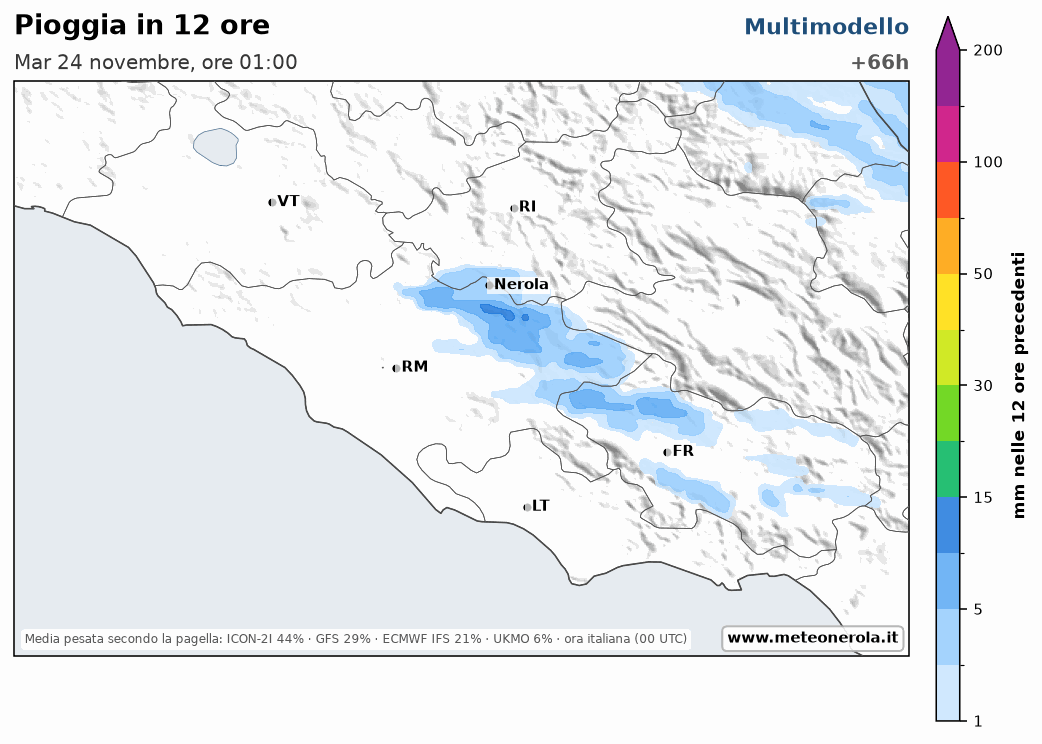 Pioggia in 12 ore
Multimodello
Mar 24 novembre, ore 01:00
+66h
VT
RI
Nerola
RM
FR
LT
Media pesata secondo la pagella: ICON-2I 44% · GFS 29% · ECMWF IFS 21% · UKMO 6% · ora italiana (00 UTC)
www.meteonerola.it
200
100
50
30
15
5
1
mm nelle 12 ore precedenti